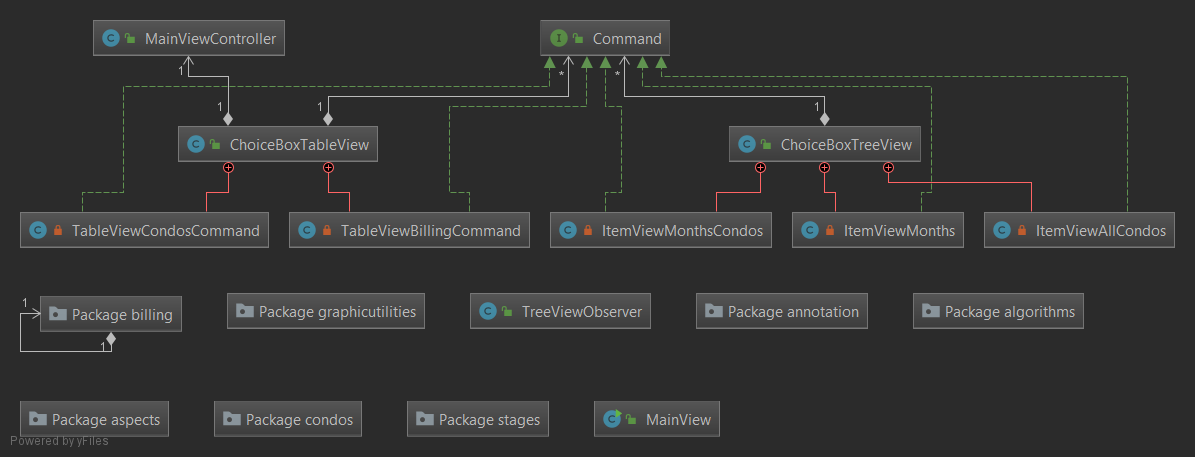 MainViewController
Command
1
*
*
1
1
1
ChoiceBoxTableView
ChoiceBoxTreeView
TableViewCondosCommand
TableViewBillingCommand
ItemViewMonthsCondos
ItemViewMonths
ItemViewAllCondos
1
Package billing
Package graphicutilities
TreeViewObserver
Package annotation
Package algorithms
1
Package aspects
Package condos
Package stages
MainView
Powered by yFiles